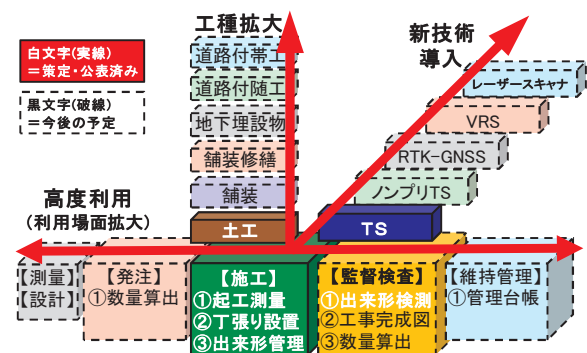 工種拡大
新技術
導入
白文字(実線)
＝策定・公表済み
黒文字(破線)
＝今後の予定
道路付帯工
道路付随工
地下埋設物
舗装修繕
舗装
土工
レーザースキャナ
VRS
RTK-GNSS
ノンプリTS
TS
高度利用
(利用場面拡大)
【測量】
【設計】
【発注】
①数量算出
【施工】
①起工測量
②丁張り設置
③出来形管理
【監督検査】
①出来形検測
②工事完成図
③数量算出
【維持管理】
①管理台帳